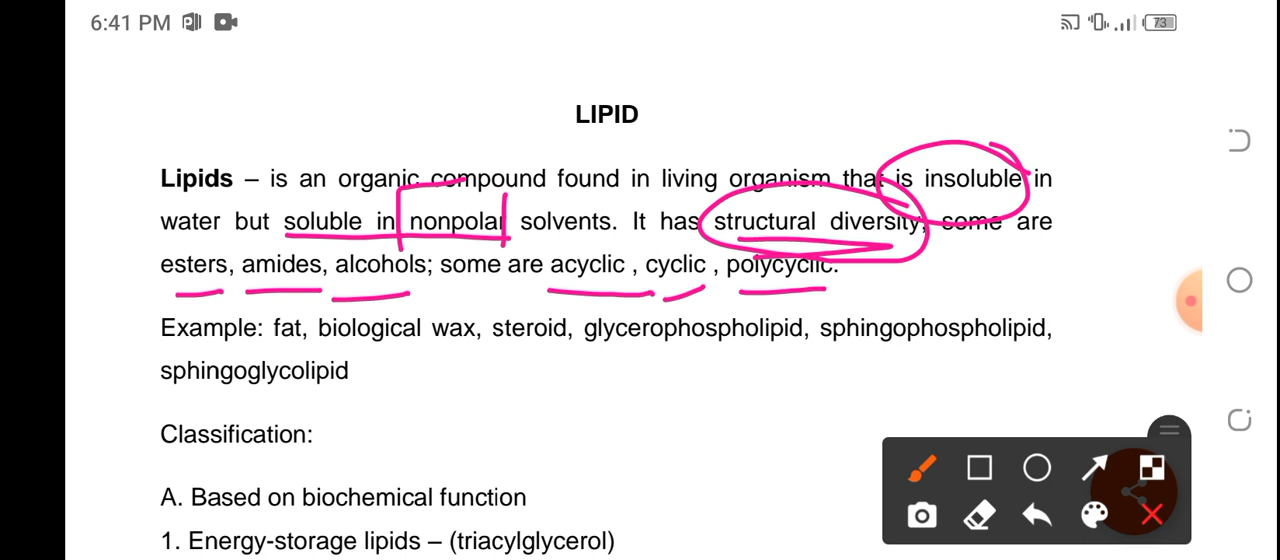 6:41 PM
73
LIPID
Lipids – is an organic compound found in living organism that is insoluble in
water but soluble in nonpolar solvents. It has structural diversity, some are
esters, amides, alcohols; some are acyclic , cyclic , polycyclic.
Example: fat, biological wax, steroid, glycerophospholipid, sphingophospholipid,
sphingoglycolipid
Classification:
A. Based on biochemical function
1. Energy-storage lipids – (triacylglycerol)